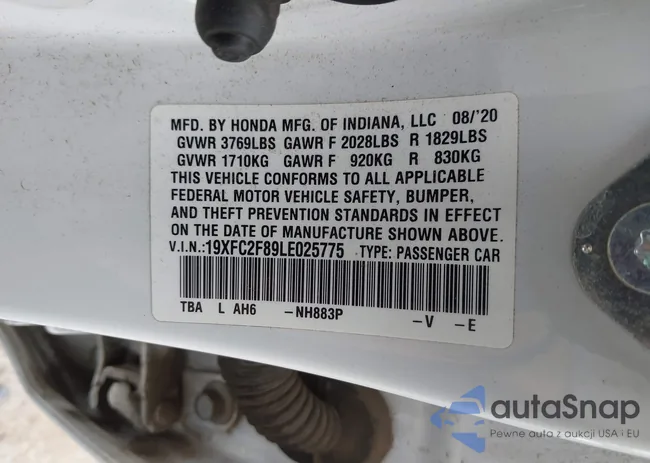 MFD. BY HONDA MFG. OF INDIANA, LLC 08/'20
GVWR 3769LBS GAWR F 2028LBS R 1829LBS
GVWR 1710KG GAWR F 920KG R 830KG
THIS VEHICLE CONFORMS TO ALL APPLICABLE
FEDERAL MOTOR VEHICLE SAFETY, BUMPER,
AND THEFT PREVENTION STANDARDS IN EFFECT
ON THE DATE OF MANUFACTURE SHOWN ABOVE.
V.I.N.:19XFC2F89LE025775 TYPE: PASSENGER CAR
TBA L AH6 -NH883P -V -E
autaSnap
Pewne auta z aukcji USA i EU